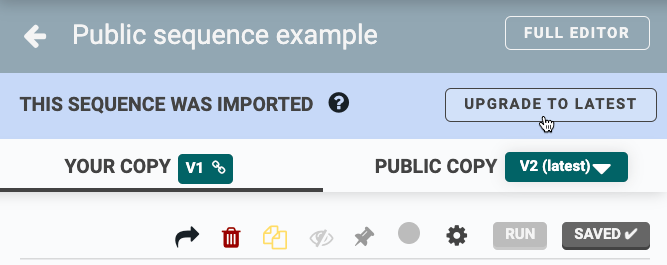 Public sequence example
FULL EDITOR
THIS SEQUENCE WAS IMPORTED ?
UPGRADE TO LATEST
YOUR COPY V1
PUBLIC COPY V2 (latest)
RUN
SAVED ✔